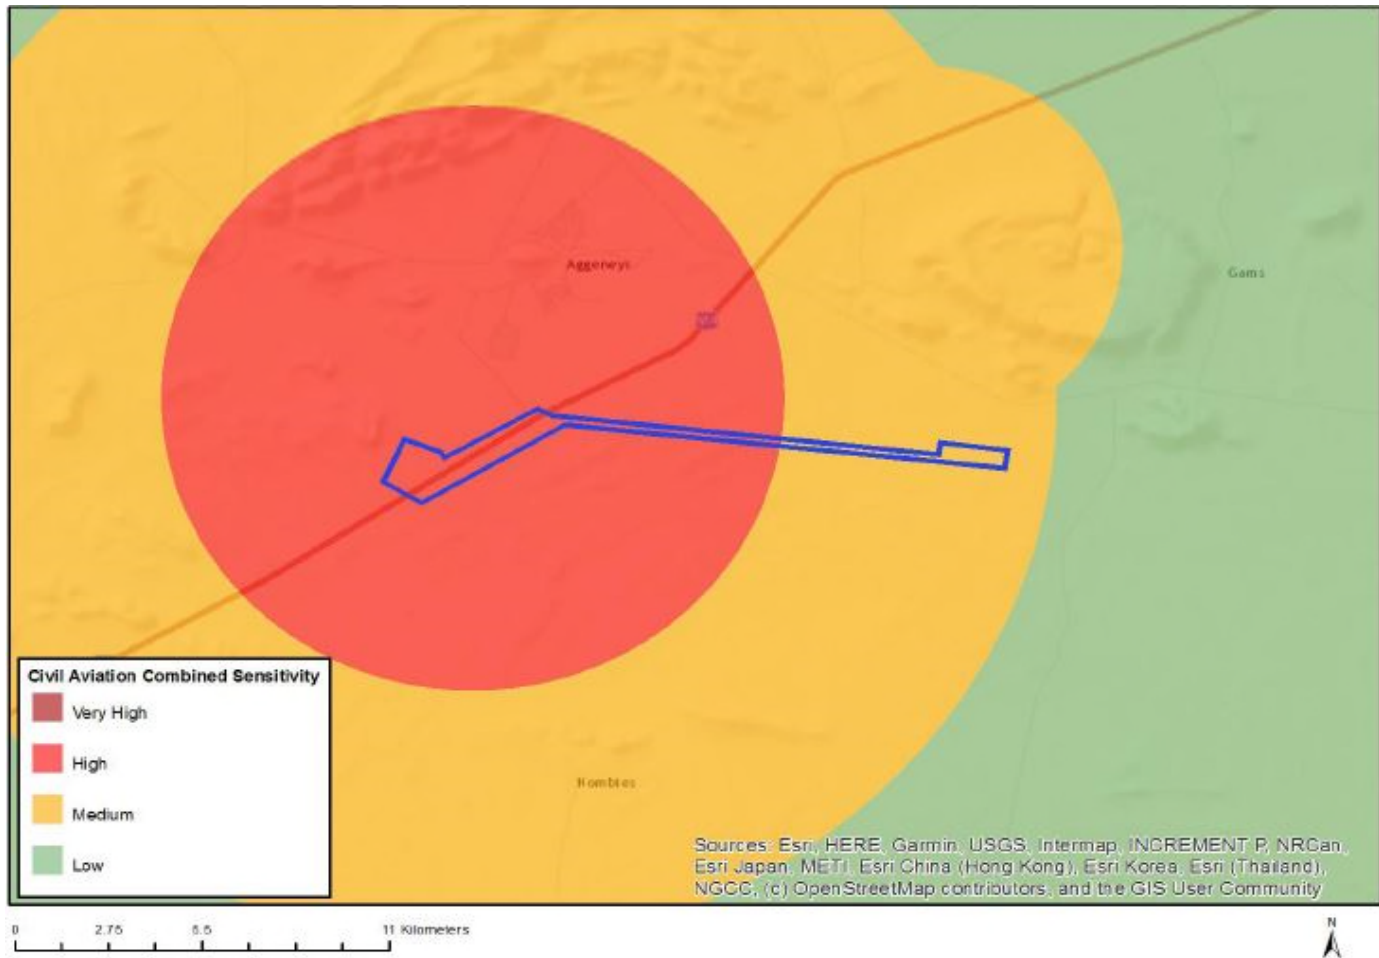 Aggeneys
Gams
Civil Aviation Combined Sensitivity
Very High
High
Medium
Low
Kombies
Sources: Esri, HERE, Garmin, USGS, Intermap, INCREMENT P, NRCan,
Esri Japan, METI, Esri China (Hong Kong), Esri Korea, Esri (Thailand),
NGCC, (c) OpenStreetMap contributors, and the GIS User Community
0 2.75 5.5 11 Kilometers
N